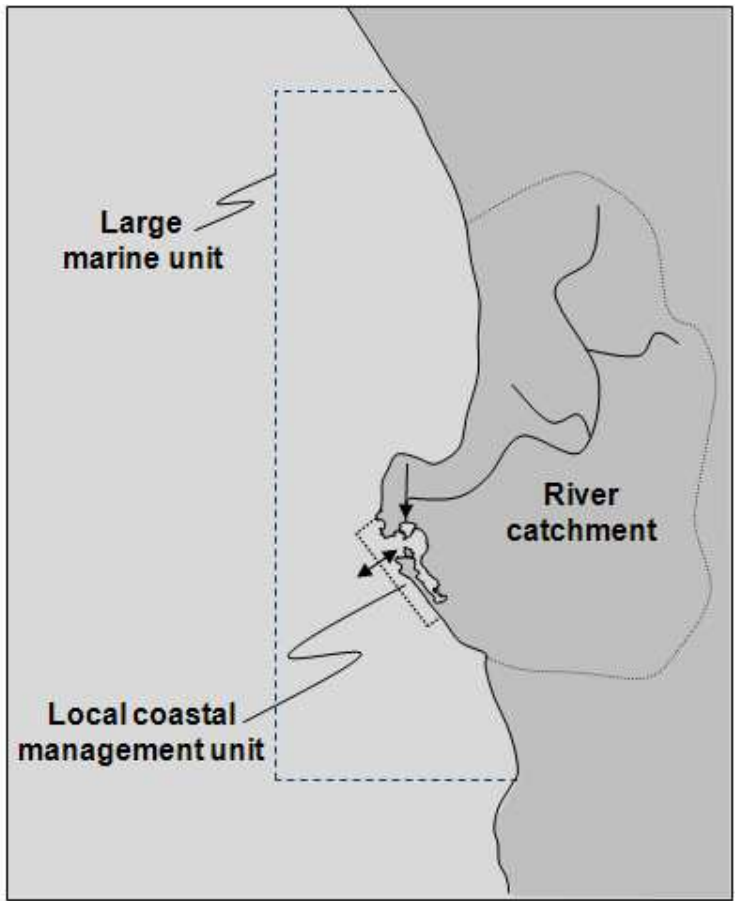 Large
marine unit
River
catchment
Local coastal
management unit